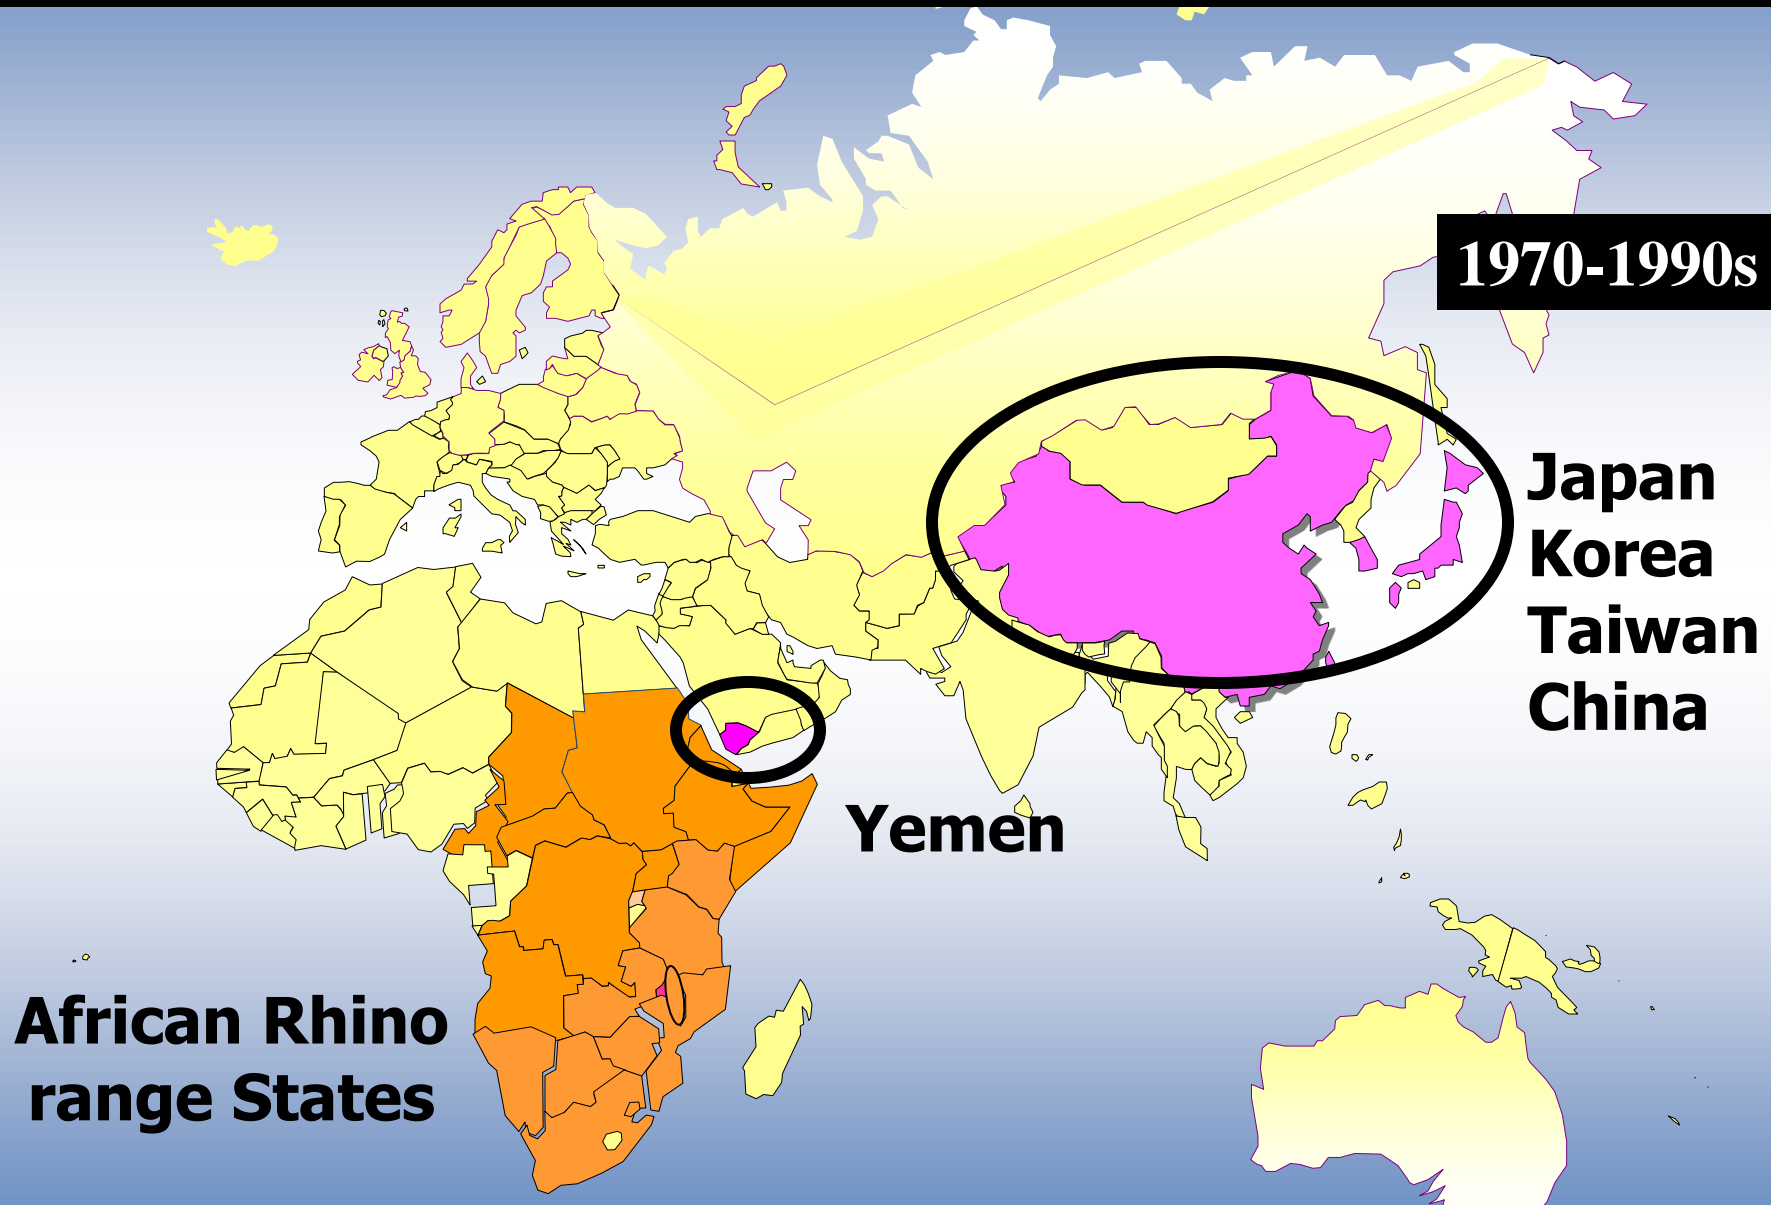 1970-1990s
Japan
Korea
Taiwan
China
Yemen
African Rhino
range States